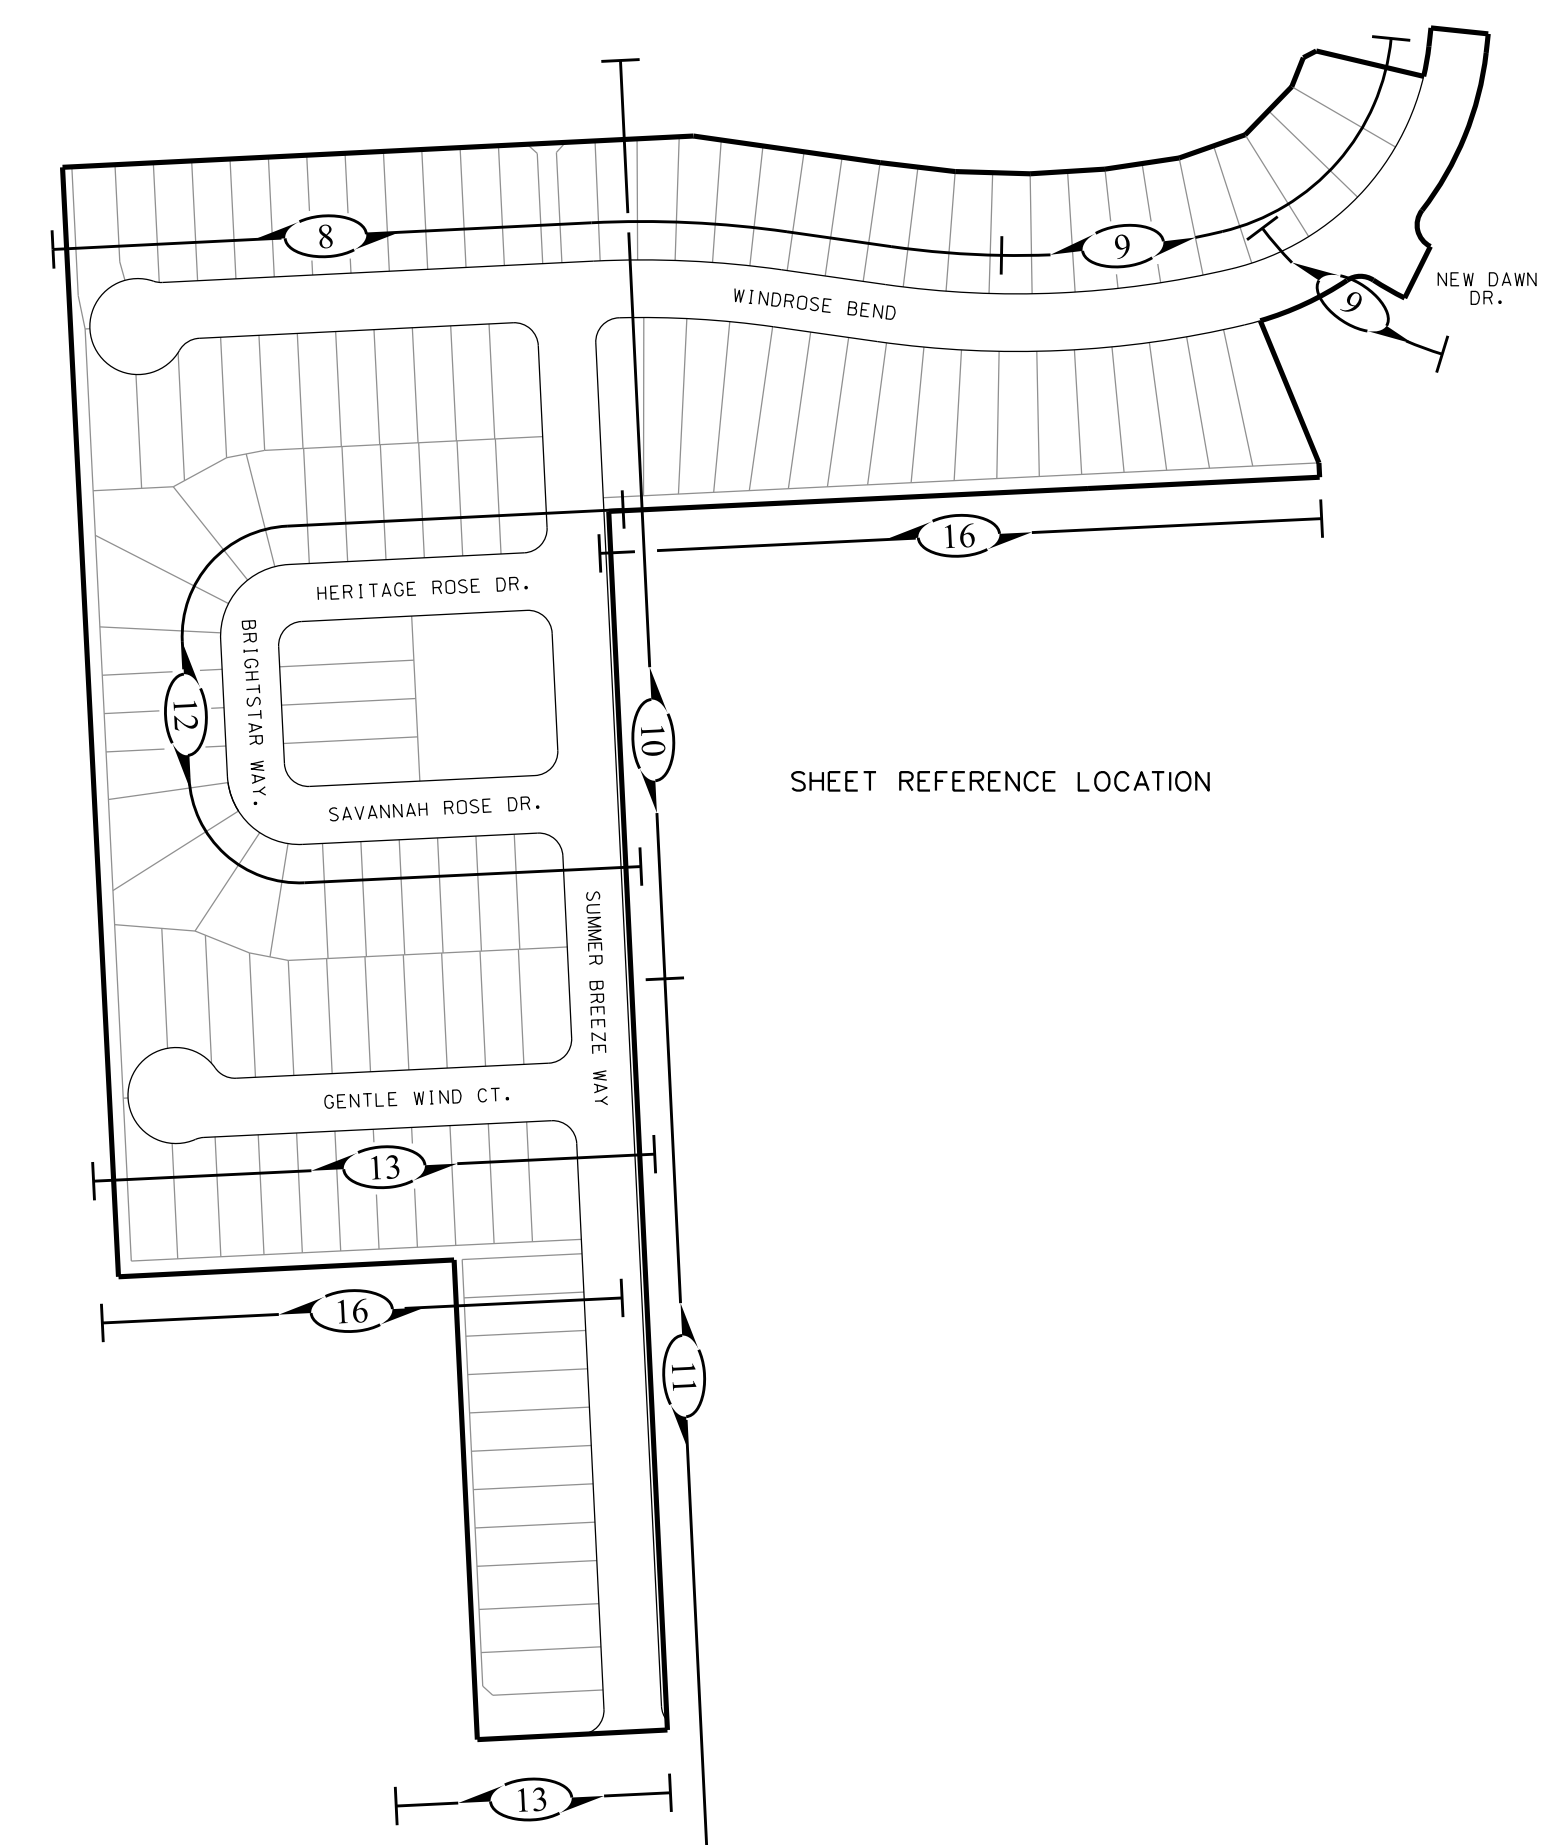 8
9
WINDROSE BEND
9
NEW DAWN
DR.
16
HERITAGE ROSE DR.
BRIGHTSTAR WAY.
12
10
SHEET REFERENCE LOCATION
SAVANNAH ROSE DR.
SUMMER BREEZE WAY
GENTLE WIND CT.
13
16
11
13